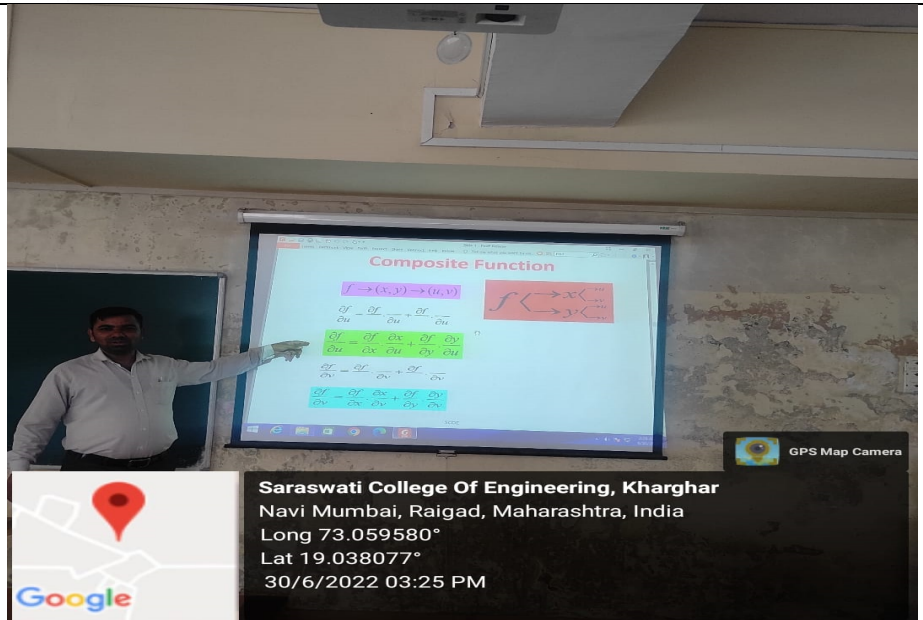 Composite Function
f → (x, y) → (u, v)
f < → x < → u → v → y < → u → v
∂f/∂u = ∂f/ . /∂u + ∂f/ . /∂u
∂f/∂u = ∂f/∂x . ∂x/∂u + ∂f/∂y . ∂y/∂u
∂f/∂v = ∂f/ . /∂v + ∂f/ . /∂v
∂f/∂v = ∂f/∂x . ∂x/∂v + ∂f/∂y . ∂y/∂v
GPS Map Camera
Saraswati College Of Engineering, Kharghar
Navi Mumbai, Raigad, Maharashtra, India
Long 73.059580°
Lat 19.038077°
30/6/2022 03:25 PM
Google